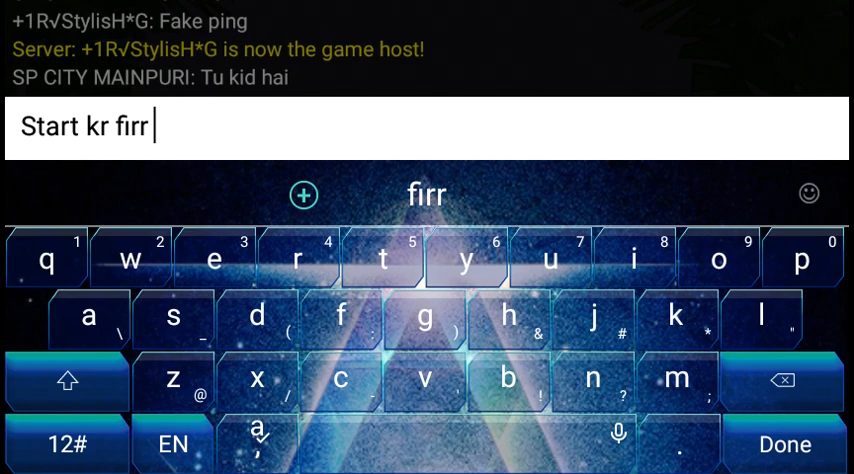 +1R√StylisH*G: Fake ping
Server: +1R√StylisH*G is now the game host!
SP CITY MAINPURI: Tu kid hai
Start kr firr
firr
1 2 3 4 5 6 7 8 9 0
q w e r t y u i o p
a s d f g h j k l
\ _ ( : ) & # * "
z x c v b n m
@ / - ' ! ? ;
12# EN a , . Done